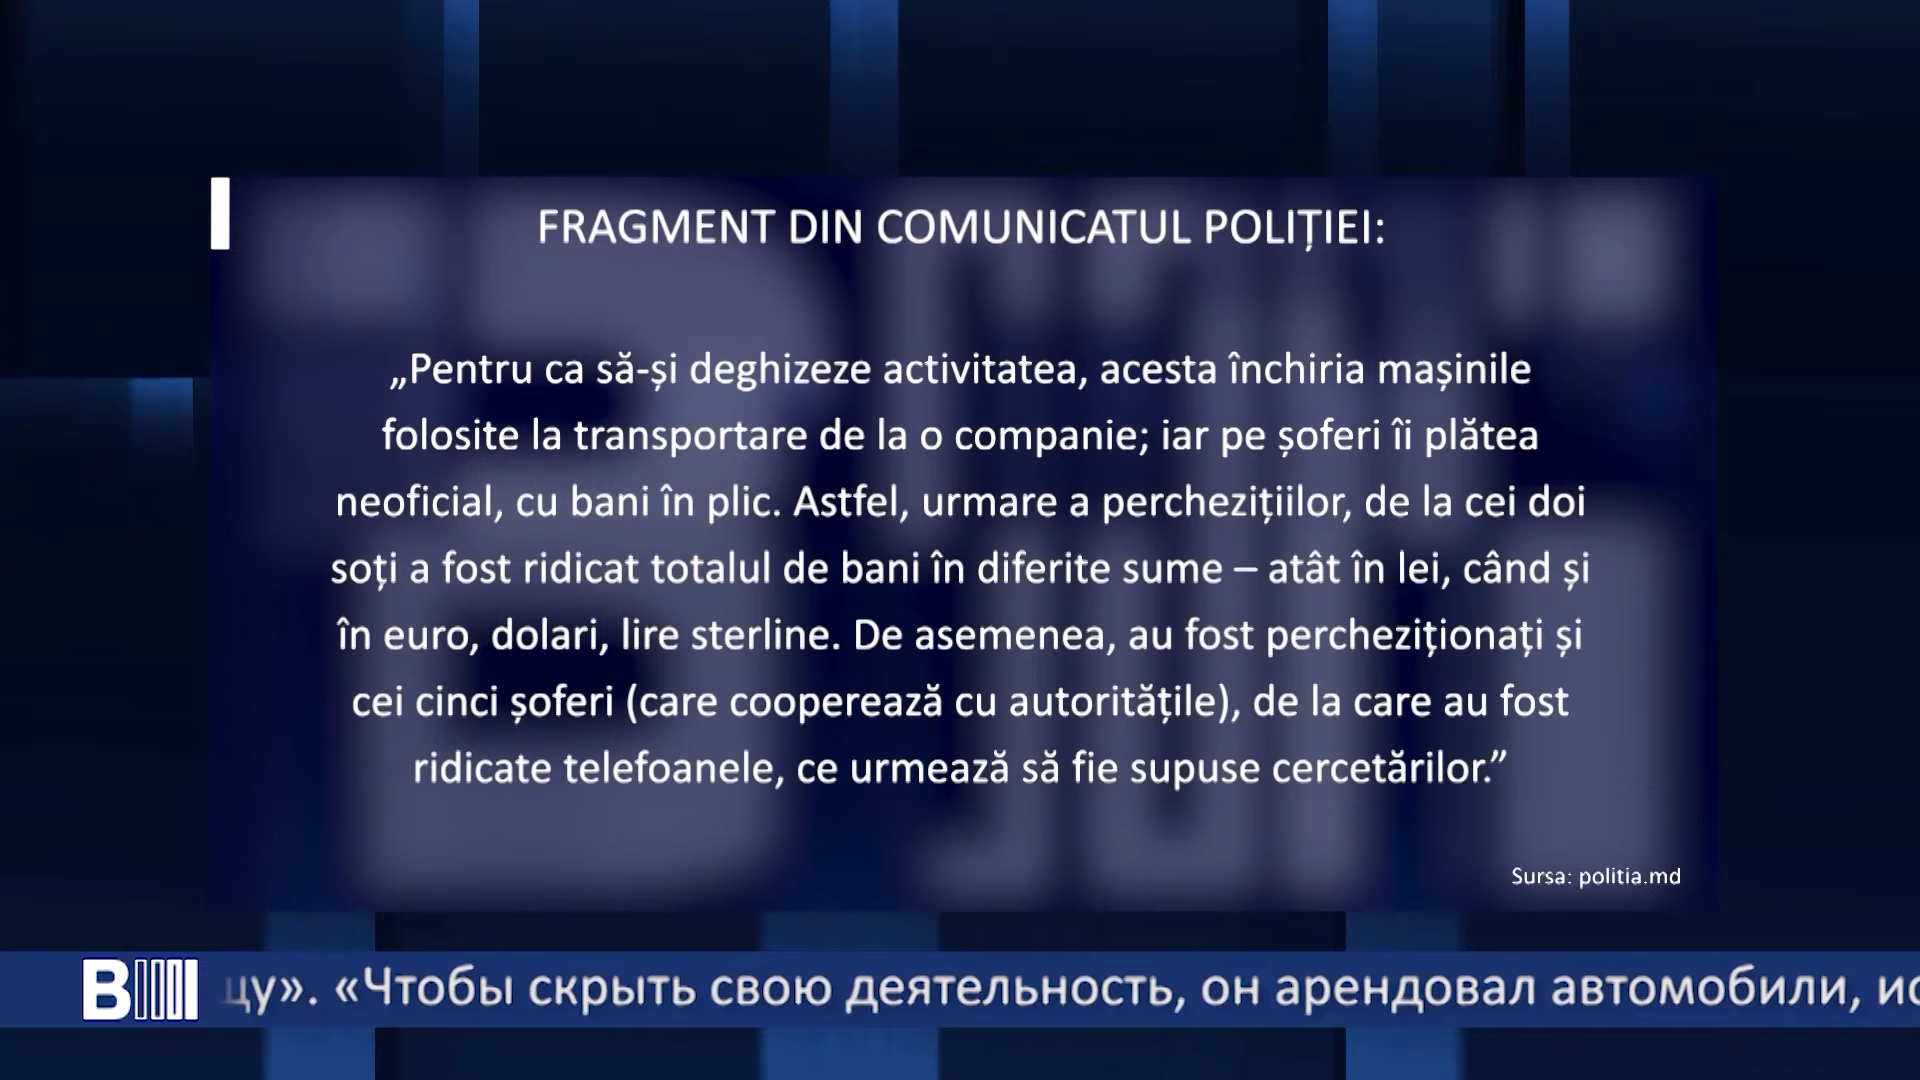 FRAGMENT DIN COMUNICATUL POLIȚIEI:
„Pentru ca să-și deghizeze activitatea, acesta închiria mașinile
folosite la transportare de la o companie; iar pe șoferi îi plătea
neoficial, cu bani în plic. Astfel, urmare a perchezițiilor, de la cei doi
soți a fost ridicat totalul de bani în diferite sume – atât în lei, când și
în euro, dolari, lire sterline. De asemenea, au fost percheziționați și
cei cinci șoferi (care cooperează cu autoritățile), de la care au fost
ridicate telefoanele, ce urmează să fie supuse cercetărilor.”
Sursa: politia.md
B цу». «Чтобы скрыть свою деятельность, он арендовал автомобили, ис